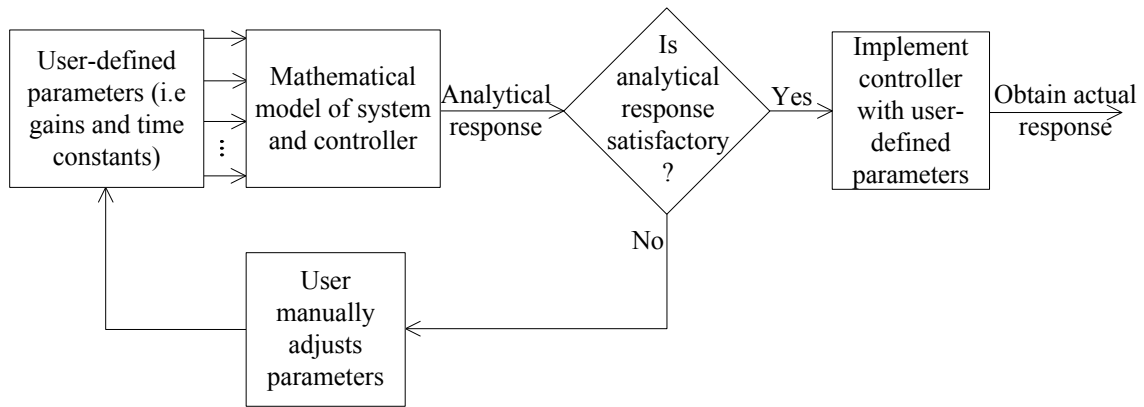 User-defined
parameters (i.e
gains and time
constants)
...
Mathematical
model of system
and controller
Analytical
response
Is
analytical
response
satisfactory
?
Yes
Implement
controller
with user-
defined
parameters
Obtain actual
response
No
User
manually
adjusts
parameters